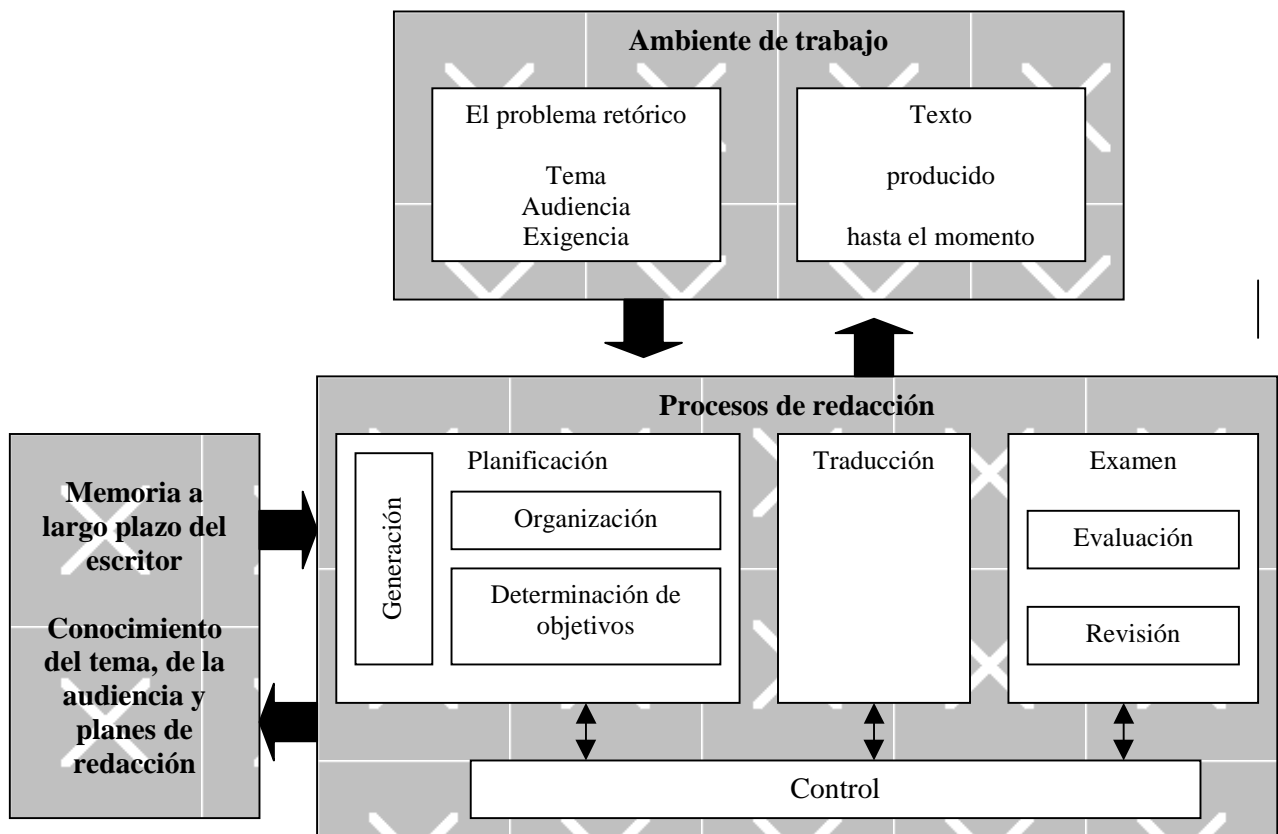 Ambiente de trabajo
El problema retórico
Tema
Audiencia
Exigencia
Texto
producido
hasta el momento
Procesos de redacción
Memoria a
largo plazo del
escritor
Conocimiento
del tema, de la
audiencia y
planes de
redacción
Planificación
Generación
Organización
Determinación de
objetivos
Traducción
Examen
Evaluación
Revisión
Control